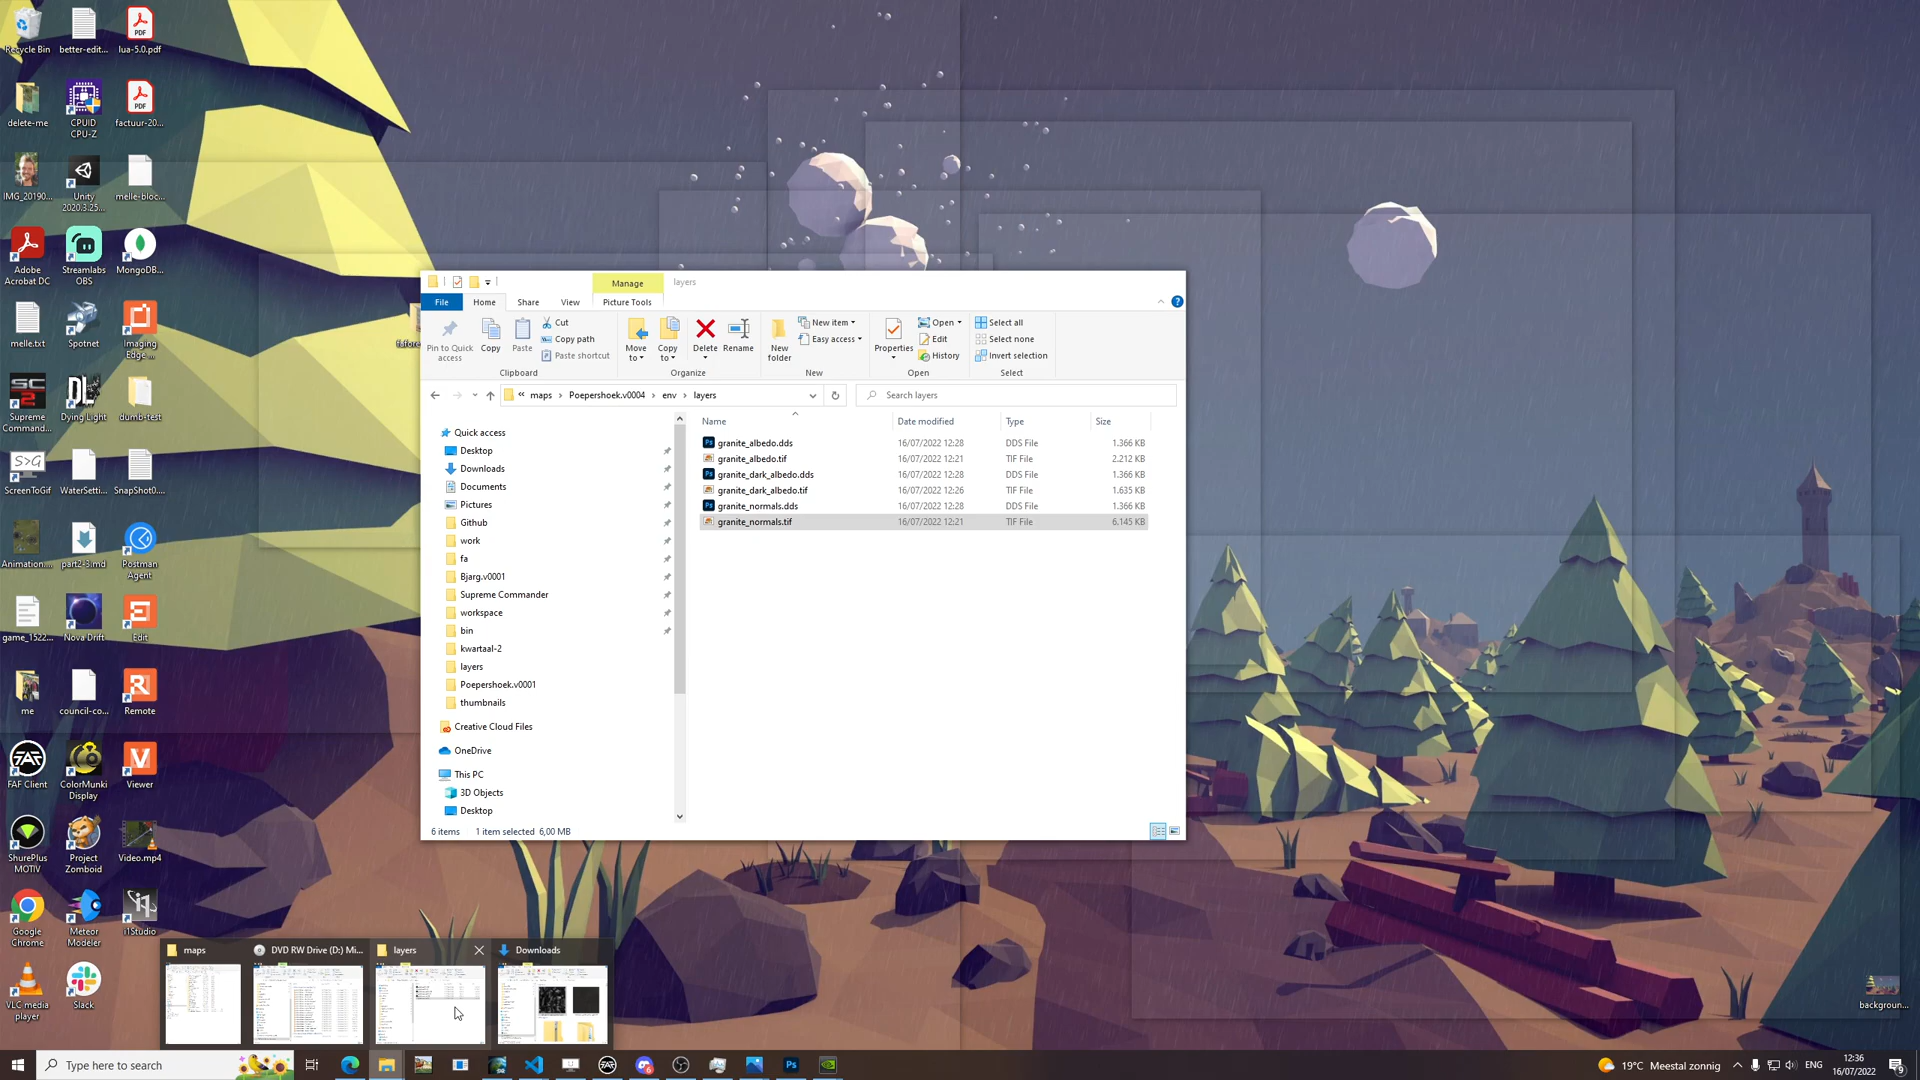 Recycle Bin
better-edit...
lua-5.0.pdf
delete-me
CPUID
CPU-Z
factuur-20...
IMG_20190...
Unity
2020.3.25...
melle-bloc...
Adobe
Acrobat DC
Streamlabs
OBS
MongoDB...
melle.txt
Spotnet
Imaging
Edge ...
Supreme
Command...
Dying Light
dumb-test
ScreenToGif
WaterSetti...
SnapShot0...
Animation....
part2-3.md
Postman
Agent
game_1522...
Nova Drift
Edit
me
council-co...
Remote
FAF Client
ColorMunki
Display
Viewer
ShurePlus
MOTIV
Project
Zomboid
Video.mp4
Google
Chrome
Meteor
Modeler
i1Studio
VLC media
player
Slack
Manage
layers
File
Home
Share
View
Picture Tools
Pin to Quick
access
Copy
Paste
Cut
Copy path
Paste shortcut
Clipboard
Move
to
Copy
to
Delete
Rename
Organize
New
folder
New item
Easy access
New
Properties
Open
Edit
History
Open
Select all
Select none
Invert selection
Select
maps
Poepershoek.v0004
env
layers
Search layers
Quick access
Desktop
Downloads
Documents
Pictures
Github
work
fa
Bjarg.v0001
Supreme Commander
workspace
bin
kwartaal-2
layers
Poepershoek.v0001
thumbnails
Creative Cloud Files
OneDrive
This PC
3D Objects
Desktop
Name Date modified Type Size
granite_albedo.dds 16/07/2022 12:28 DDS File 1.366 KB
granite_albedo.tif 16/07/2022 12:21 TIF File 2.212 KB
granite_dark_albedo.dds 16/07/2022 12:28 DDS File 1.366 KB
granite_dark_albedo.tif 16/07/2022 12:26 TIF File 1.635 KB
granite_normals.dds 16/07/2022 12:28 DDS File 1.366 KB
granite_normals.tif 16/07/2022 12:21 TIF File 6.145 KB
6 items 1 item selected 6,00 MB
backgroun...
maps
DVD RW Drive (D:) Mi...
layers
Downloads
Type here to search
19°C Meestal zonnig
ENG
12:36
16/07/2022